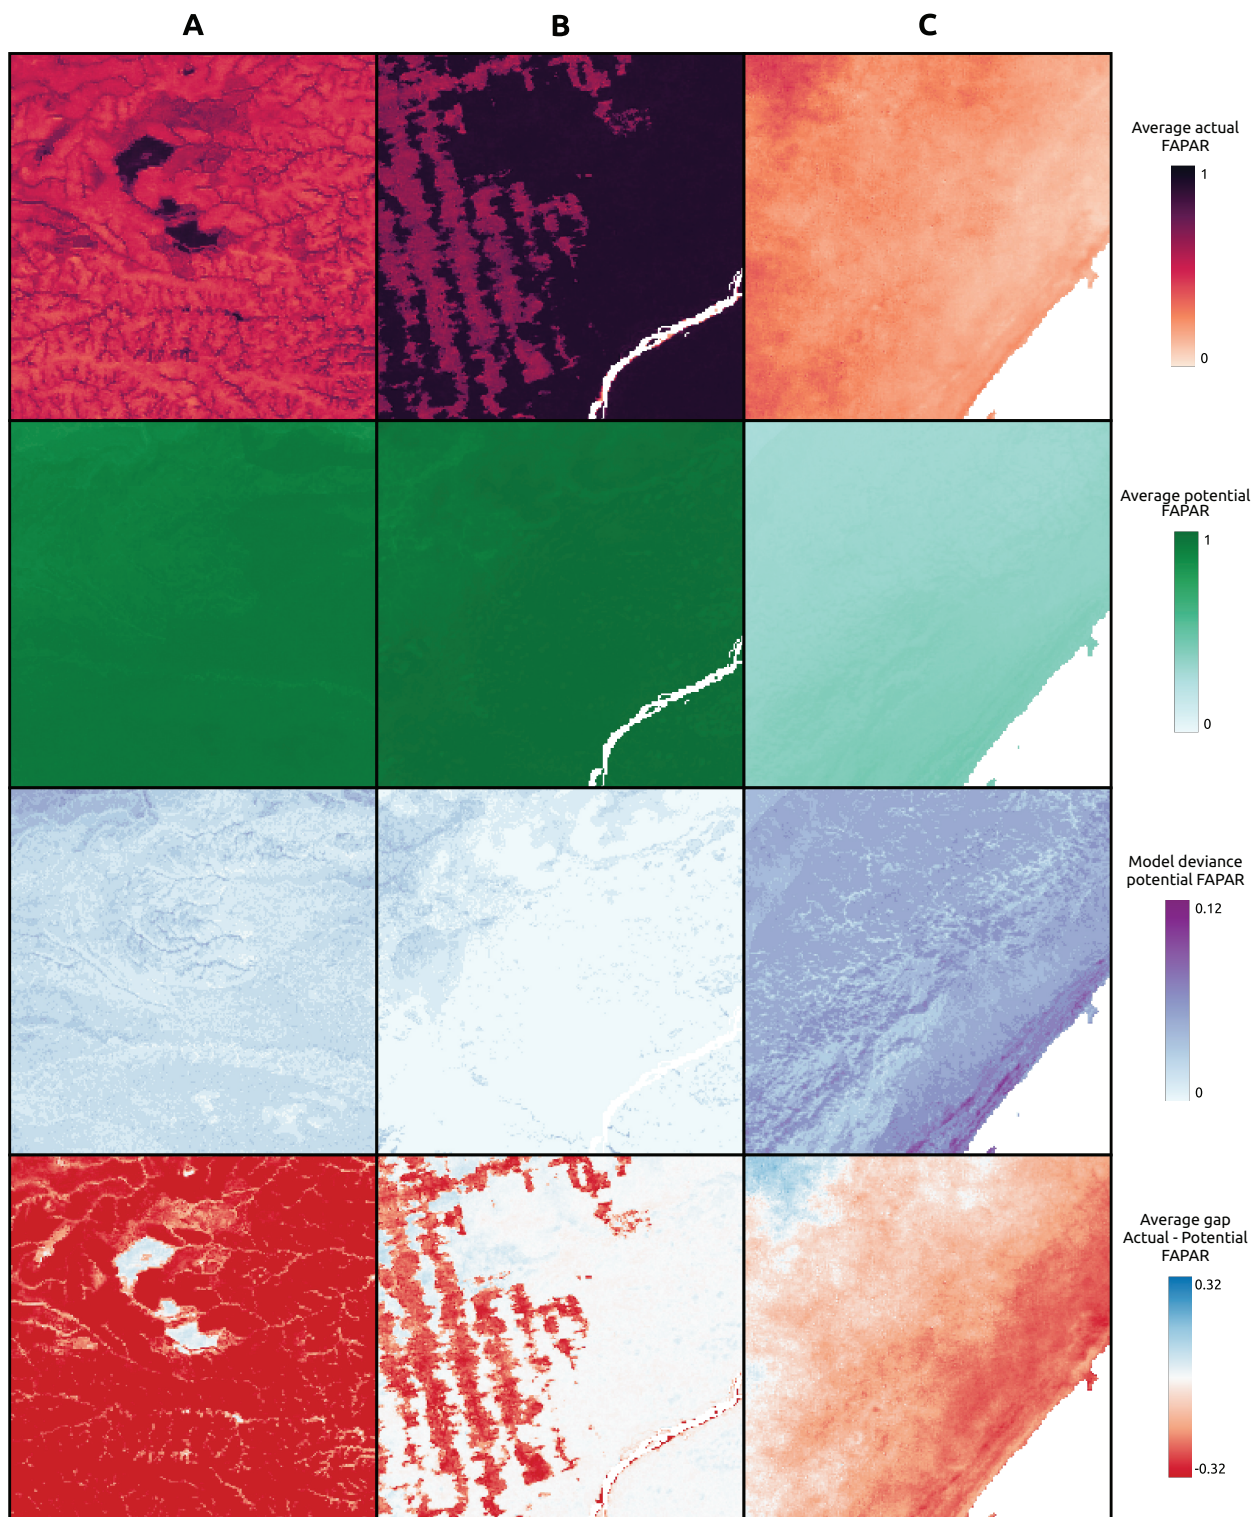 A
B
C
Average actual
FAPAR
1
0
Average potential
FAPAR
1
0
Model deviance
potential FAPAR
0.12
0
Average gap
Actual - Potential
FAPAR
0.32
-0.32